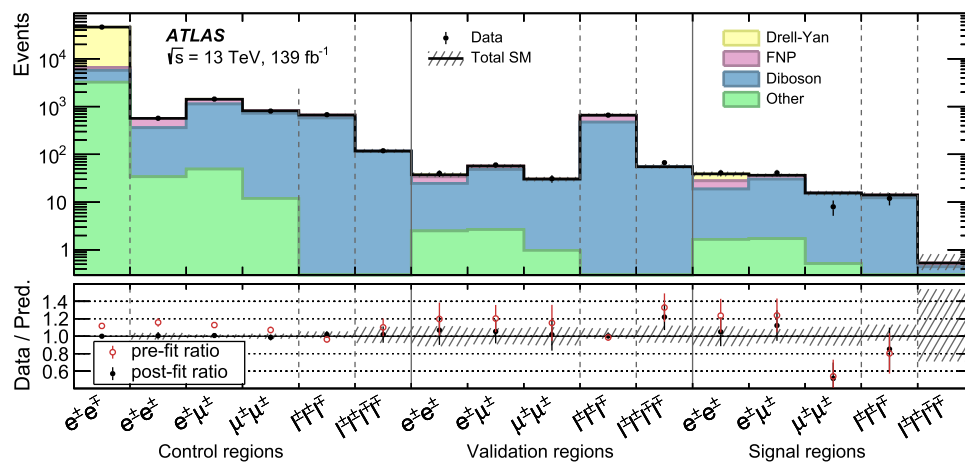 Events
10⁴
10³
10²
10
1
ATLAS
√s = 13 TeV, 139 fb⁻¹
Data
Total SM
Drell-Yan
FNP
Diboson
Other
Data / Pred.
1.4
1.2
1.0
0.8
0.6
pre-fit ratio
post-fit ratio
e±e∓ e±e± e±μ± μ±μ± l±l±l∓ l±l±l∓l∓ e±e± e±μ± μ±μ± l±l±l∓ l±l±l∓l∓ e±e± e±μ± μ±μ± l±l±l∓ l±l±l∓l∓
Control regions Validation regions Signal regions